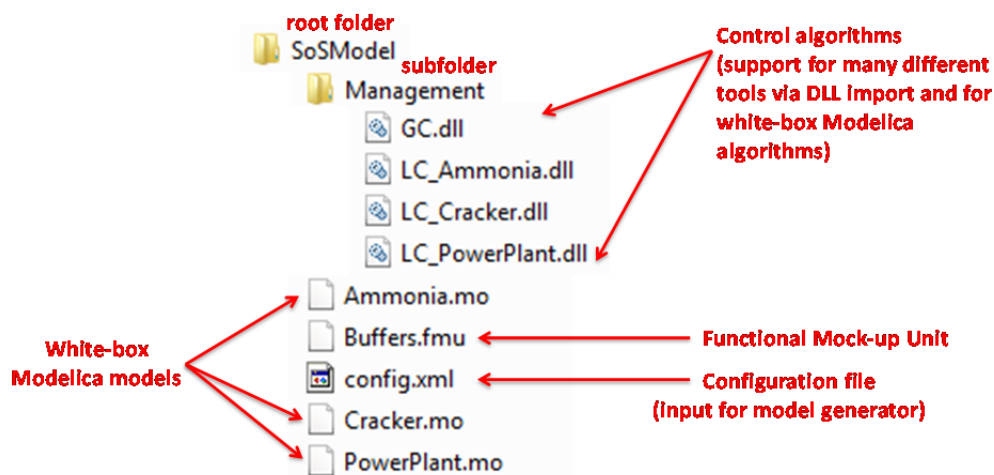 root folder
SoSModel
subfolder
Management
GC.dll
LC_Ammonia.dll
LC_Cracker.dll
LC_PowerPlant.dll
Ammonia.mo
Buffers.fmu
config.xml
Cracker.mo
PowerPlant.mo
Control algorithms
(support for many different
tools via DLL import and for
white-box Modelica
algorithms)
White-box
Modelica models
Functional Mock-up Unit
Configuration file
(input for model generator)